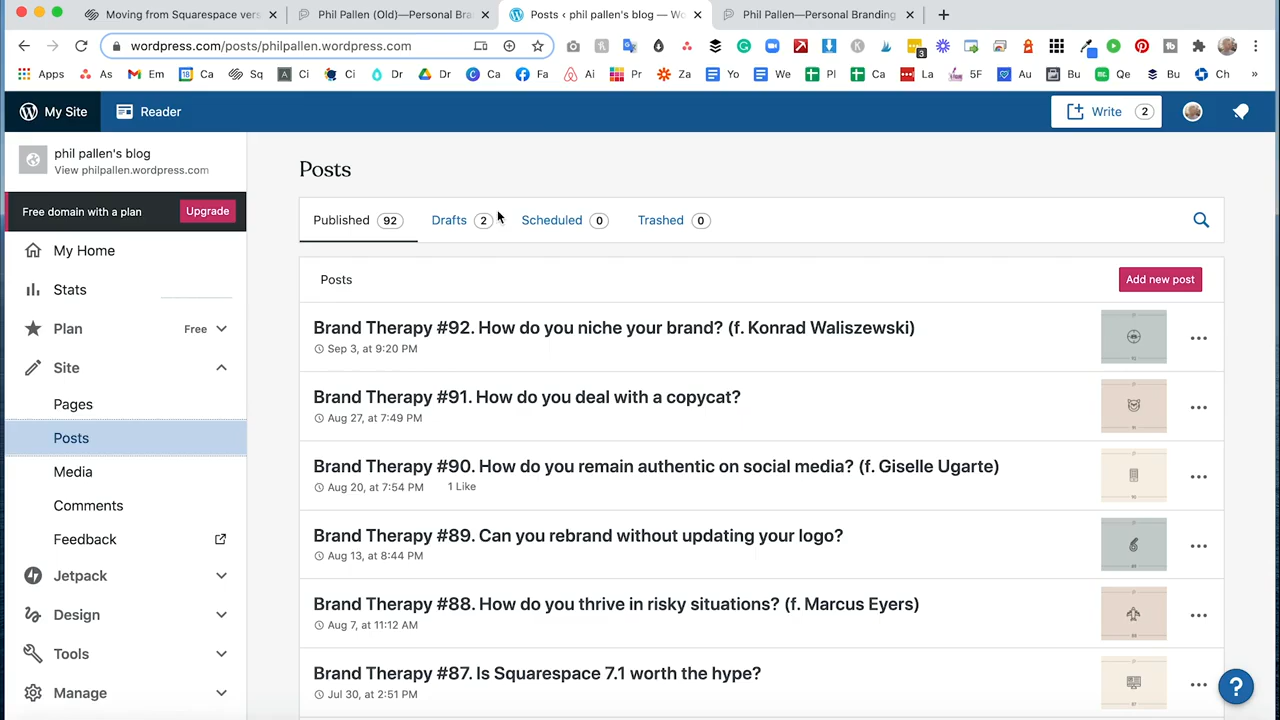 Moving from Squarespace vers
Phil Pallen (Old)—Personal Bra
Posts ‹ phil pallen's blog — Wo
Phil Pallen—Personal Branding
wordpress.com/posts/philpallen.wordpress.com
3
Apps
As
Em
18
Ca
Sq
Ci
Ci
Dr
Dr
Ca
Fa
Ai
Pr
Za
Yo
We
Pl
Ca
La
5F
Au
Bu
Qe
Bu
Ch
»
My Site
Reader
Write 2
phil pallen's blog
View philpallen.wordpress.com
Free domain with a plan
Upgrade
My Home
Stats
Plan
Free
Site
Pages
Posts
Media
Comments
Feedback
Jetpack
Design
Tools
Manage
Posts
Published 92
Drafts 2
Scheduled 0
Trashed 0
Posts
Add new post
Brand Therapy #92. How do you niche your brand? (f. Konrad Waliszewski)
Sep 3, at 9:20 PM
Brand Therapy #91. How do you deal with a copycat?
Aug 27, at 7:49 PM
Brand Therapy #90. How do you remain authentic on social media? (f. Giselle Ugarte)
Aug 20, at 7:54 PM 1 Like
Brand Therapy #89. Can you rebrand without updating your logo?
Aug 13, at 8:44 PM
Brand Therapy #88. How do you thrive in risky situations? (f. Marcus Eyers)
Aug 7, at 11:12 AM
Brand Therapy #87. Is Squarespace 7.1 worth the hype?
Jul 30, at 2:51 PM
?